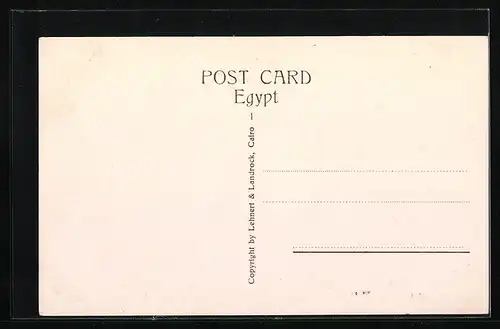 POST CARD
Egypt
Copyright by Lehnert & Landrock, Cairo